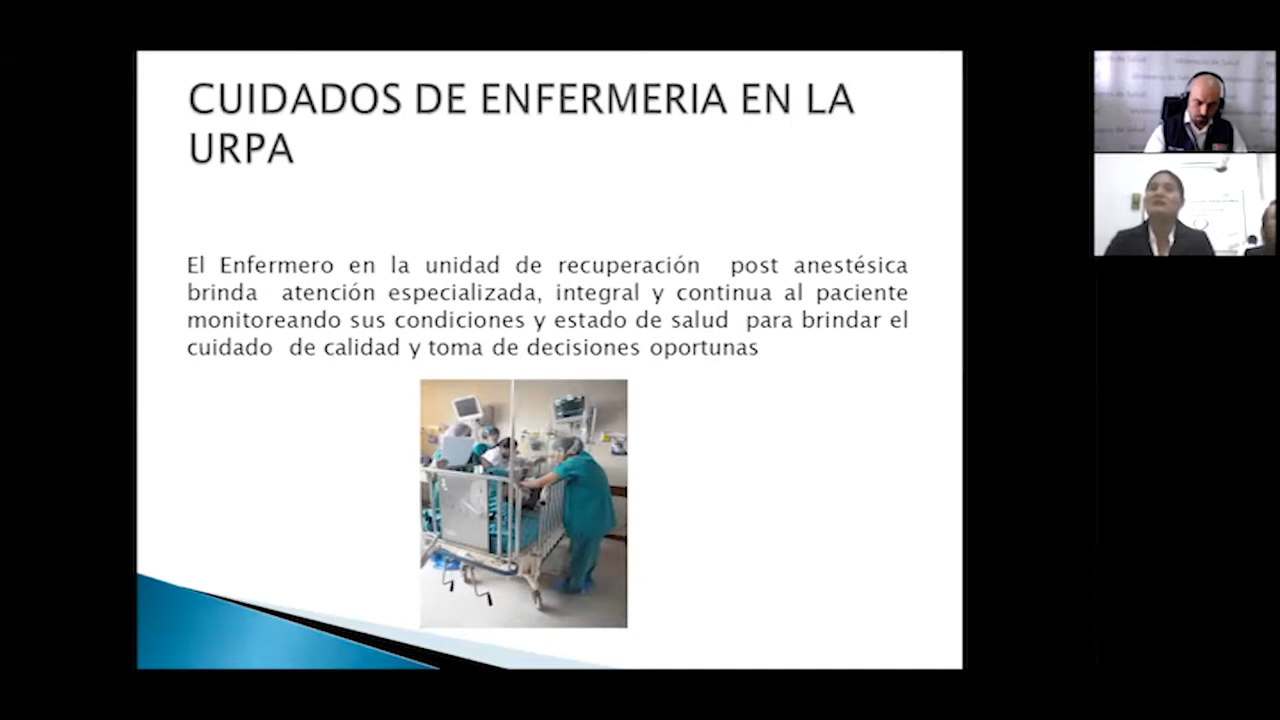 CUIDADOS DE ENFERMERIA EN LA
URPA
El Enfermero en la unidad de recuperación post anestésica
brinda atención especializada, integral y continua al paciente
monitoreando sus condiciones y estado de salud para brindar el
cuidado de calidad y toma de decisiones oportunas